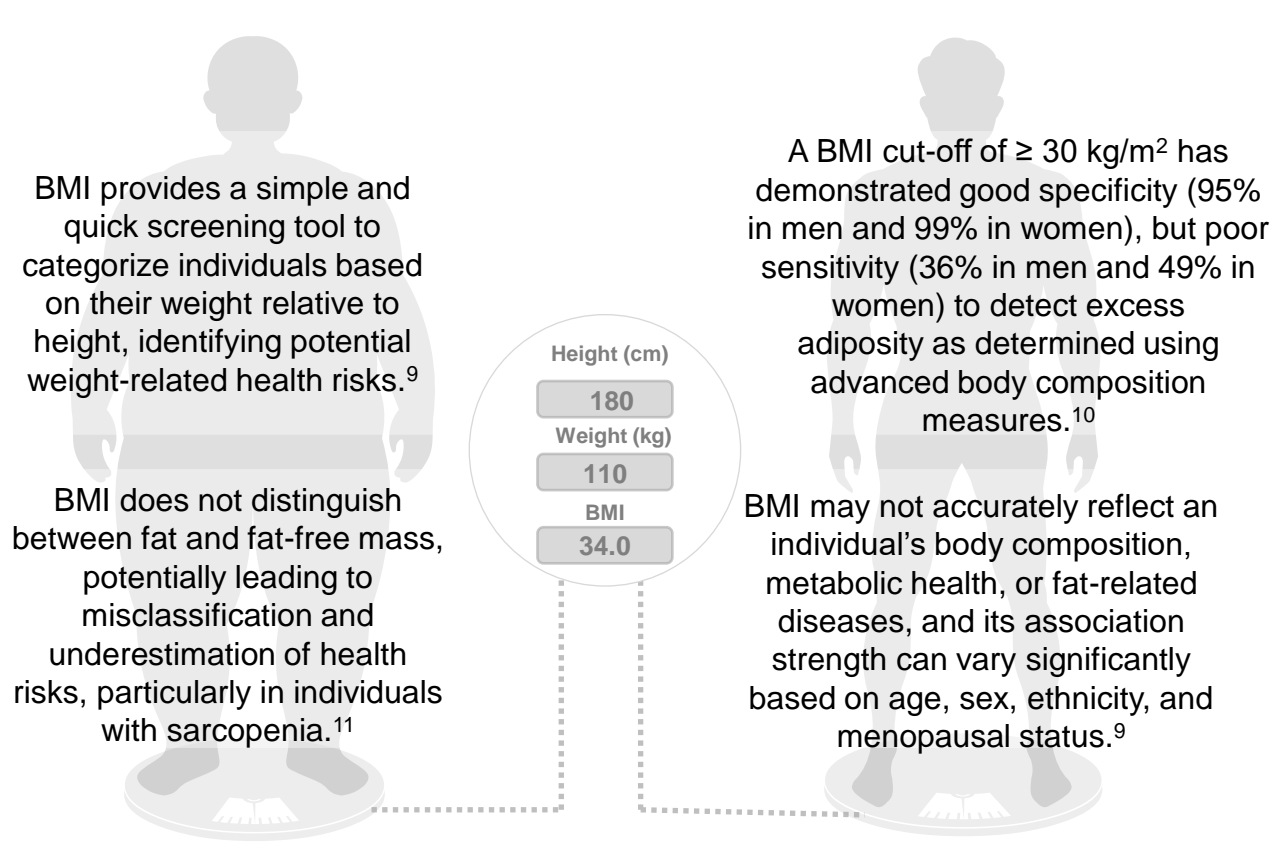 BMI provides a simple and
quick screening tool to
categorize individuals based
on their weight relative to
height, identifying potential
weight-related health risks.⁹
BMI does not distinguish
between fat and fat-free mass,
potentially leading to
misclassification and
underestimation of health
risks, particularly in individuals
with sarcopenia.¹¹
Height (cm)
180
Weight (kg)
110
BMI
34.0
A BMI cut-off of ≥ 30 kg/m² has
demonstrated good specificity (95%
in men and 99% in women), but poor
sensitivity (36% in men and 49% in
women) to detect excess
adiposity as determined using
advanced body composition
measures.¹⁰
BMI may not accurately reflect an
individual’s body composition,
metabolic health, or fat-related
diseases, and its association
strength can vary significantly
based on age, sex, ethnicity, and
menopausal status.⁹